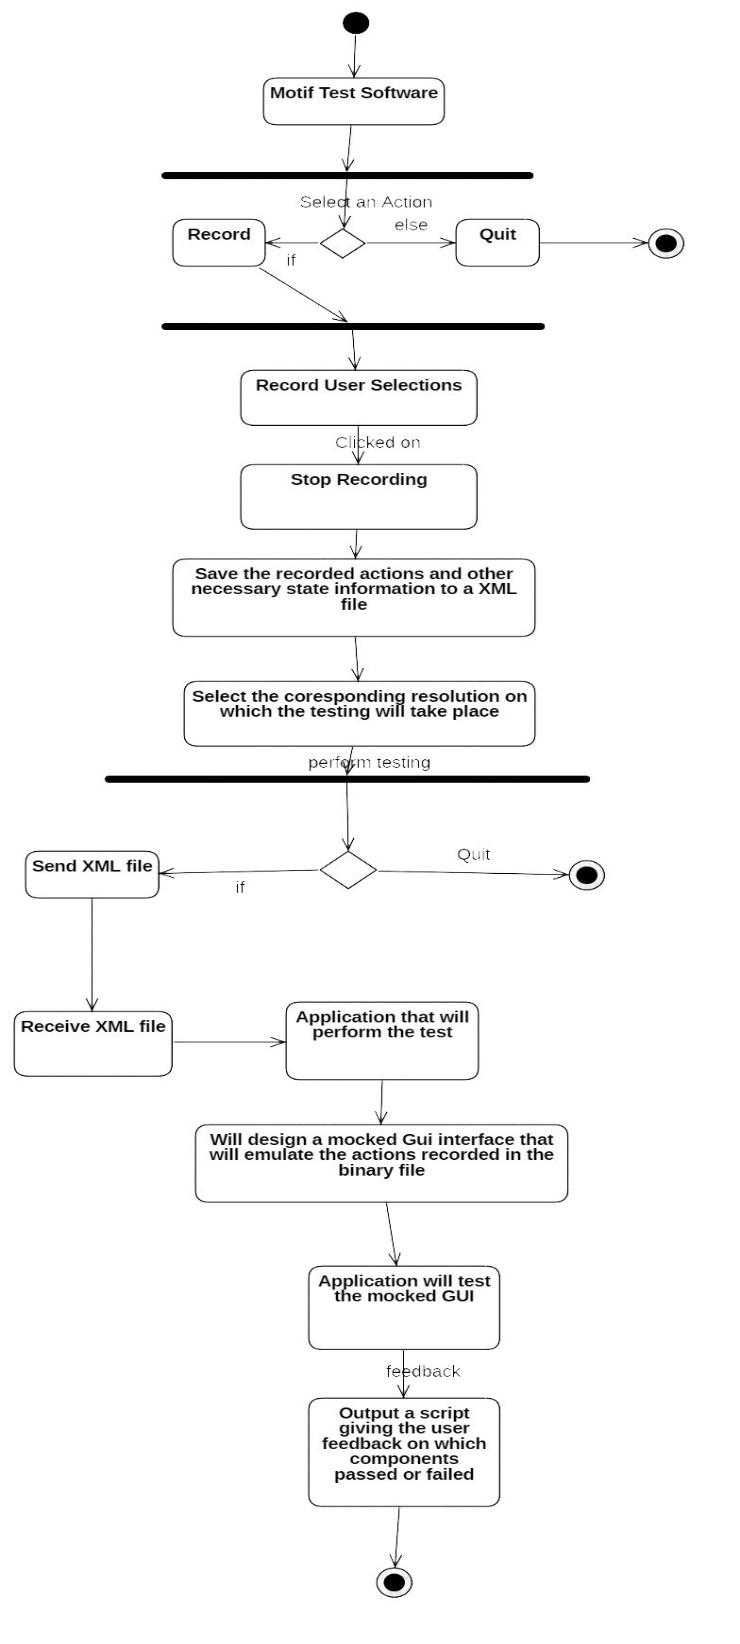 Motif Test Software
Select an Action
else
Record
Quit
if
Record User Selections
Clicked on
Stop Recording
Save the recorded actions and other
necessary state information to a XML
file
Select the coresponding resolution on
which the testing will take place
perform testing
Quit
Send XML file
if
Receive XML file
Application that will
perform the test
Will design a mocked Gui interface that
will emulate the actions recorded in the
binary file
Application will test
the mocked GUI
feedback
Output a script
giving the user
feedback on which
components
passed or failed